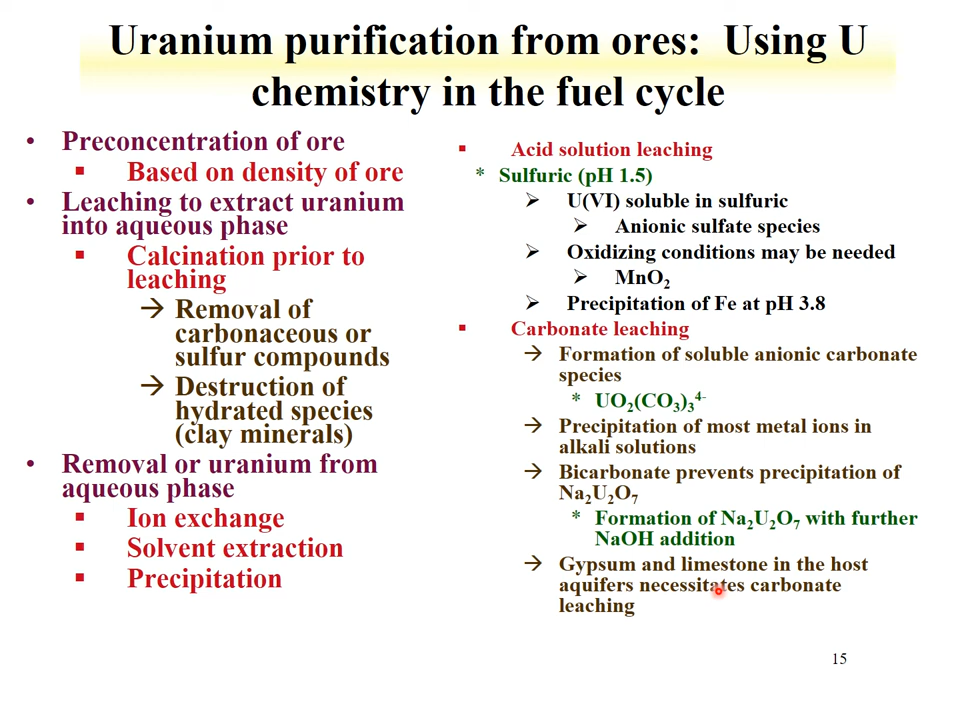 Uranium purification from ores:  Using U
chemistry in the fuel cycle
• Preconcentration of ore
▪ Based on density of ore
• Leaching to extract uranium
into aqueous phase
▪ Calcination prior to
leaching
→ Removal of
carbonaceous or
sulfur compounds
→ Destruction of
hydrated species
(clay minerals)
• Removal or uranium from
aqueous phase
▪ Ion exchange
▪ Solvent extraction
▪ Precipitation
▪ Acid solution leaching
* Sulfuric (pH 1.5)
➢ U(VI) soluble in sulfuric
➢ Anionic sulfate species
➢ Oxidizing conditions may be needed
➢ MnO₂
➢ Precipitation of Fe at pH 3.8
▪ Carbonate leaching
→ Formation of soluble anionic carbonate
species
* UO₂(CO₃)₃⁴⁻
→ Precipitation of most metal ions in
alkali solutions
→ Bicarbonate prevents precipitation of
Na₂U₂O₇
* Formation of Na₂U₂O₇ with further
NaOH addition
→ Gypsum and limestone in the host
aquifers necessitates carbonate
leaching
15